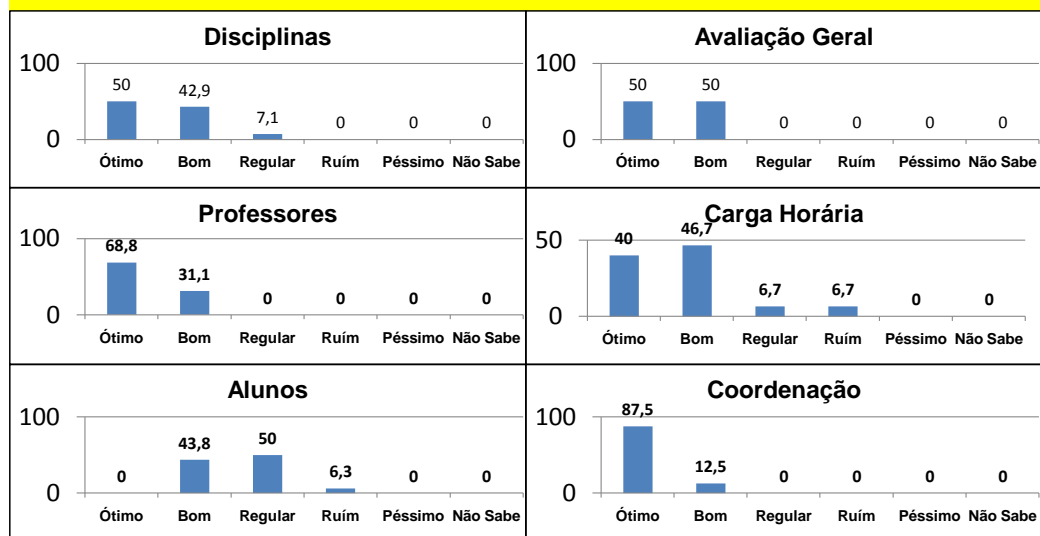 Disciplinas
100
50 42,9 7,1 0 0 0
0
Ótimo Bom Regular Ruím Péssimo Não Sabe
Avaliação Geral
100
50 50 0 0 0 0
0
Ótimo Bom Regular Ruím Péssimo Não Sabe
Professores
100
68,8 31,1 0 0 0 0
0
Ótimo Bom Regular Ruím Péssimo Não Sabe
Carga Horária
50
40 46,7 6,7 6,7 0 0
0
Ótimo Bom Regular Ruím Péssimo Não Sabe
Alunos
100
0 43,8 50 6,3 0 0
0
Ótimo Bom Regular Ruím Péssimo Não Sabe
Coordenação
100
87,5 12,5 0 0 0 0
0
Ótimo Bom Regular Ruím Péssimo Não Sabe